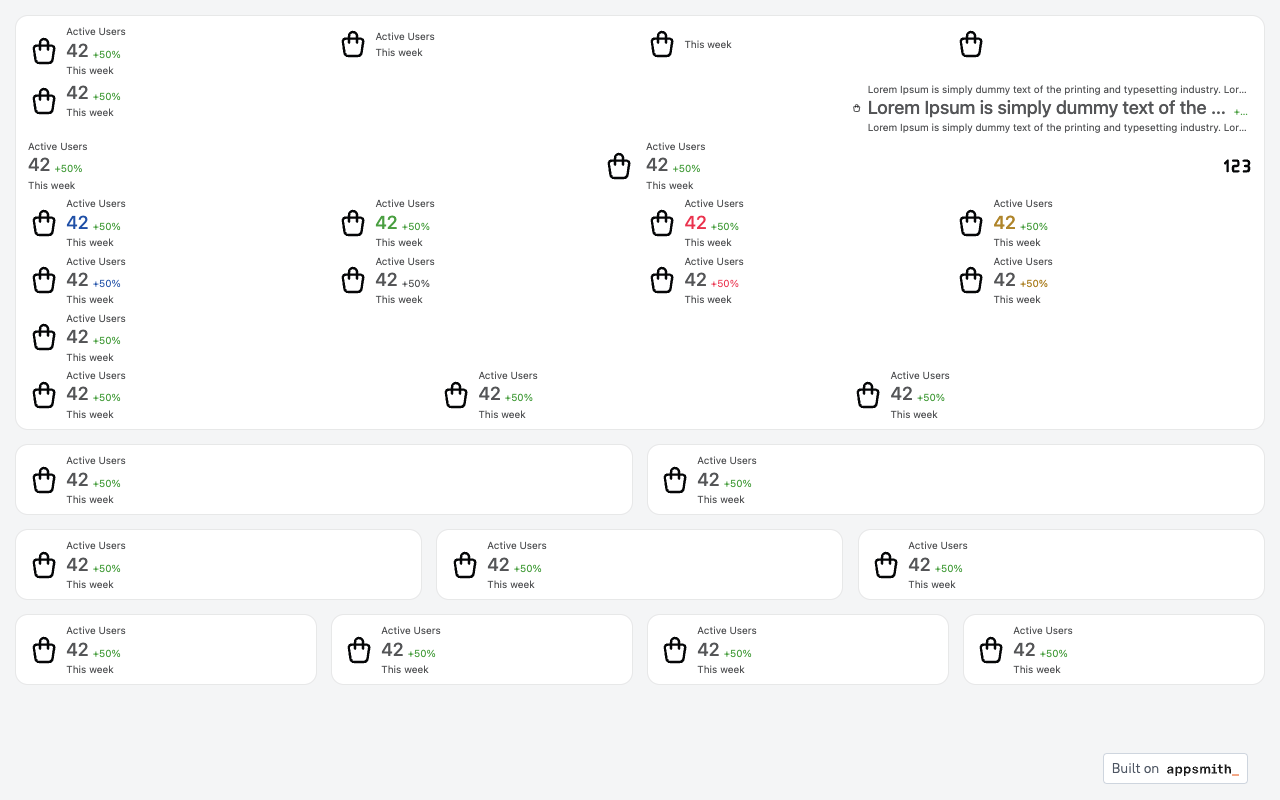 Active Users
42 +50%
This week
Active Users
This week
This week
42 +50%
This week
Lorem Ipsum is simply dummy text of the printing and typesetting industry. Lor...
Lorem Ipsum is simply dummy text of the ... +...
Lorem Ipsum is simply dummy text of the printing and typesetting industry. Lor...
Active Users
42 +50%
This week
Active Users
42 +50%
This week
123
Active Users
42 +50%
This week
Active Users
42 +50%
This week
Active Users
42 +50%
This week
Active Users
42 +50%
This week
Active Users
42 +50%
This week
Active Users
42 +50%
This week
Active Users
42 +50%
This week
Active Users
42 +50%
This week
Active Users
42 +50%
This week
Active Users
42 +50%
This week
Active Users
42 +50%
This week
Active Users
42 +50%
This week
Active Users
42 +50%
This week
Active Users
42 +50%
This week
Active Users
42 +50%
This week
Active Users
42 +50%
This week
Active Users
42 +50%
This week
Active Users
42 +50%
This week
Active Users
42 +50%
This week
Active Users
42 +50%
This week
Active Users
42 +50%
This week
Built on appsmith_